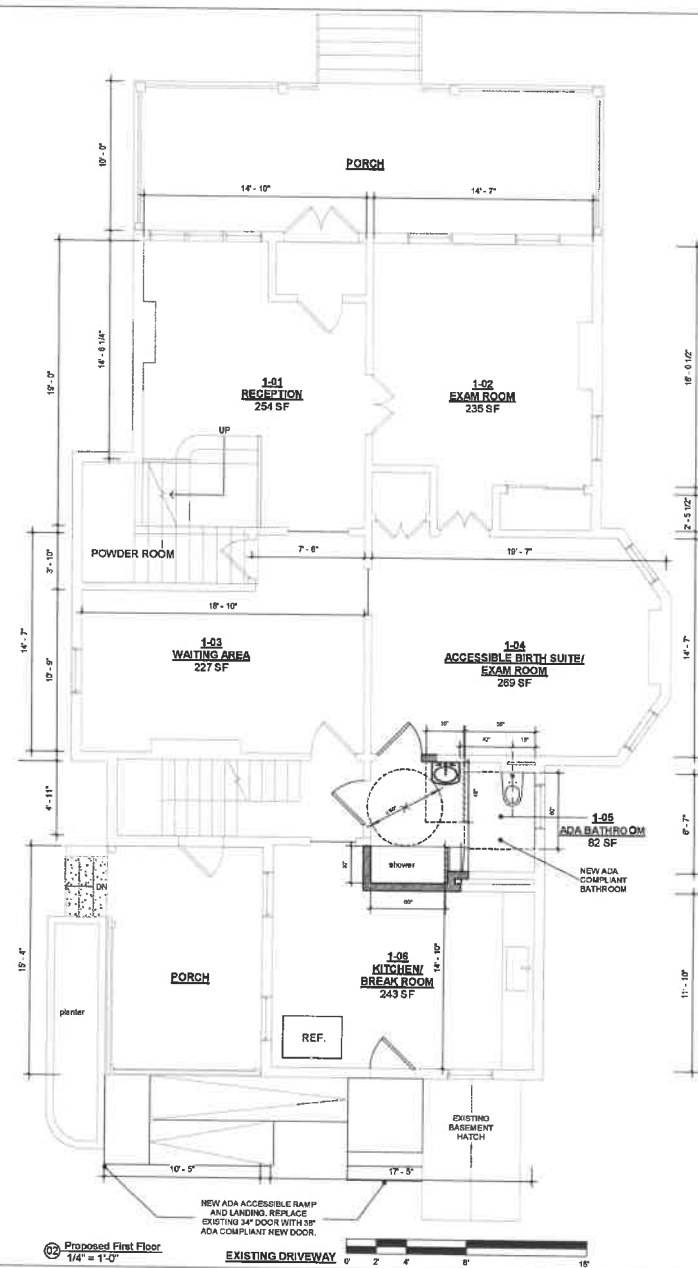 PORCH
10' - 0"
14' - 10"
14' - 7"
19' - 0"
14' - 6 1/4"
1-01
RECEPTION
254 SF
1-02
EXAM ROOM
235 SF
UP
2' - 5 1/2"
POWDER ROOM
7' - 6"
19' - 7"
3' - 10"
14' - 7"
18' - 10"
10' - 9"
1-03
WAITING AREA
227 SF
1-04
ACCESSIBLE BIRTH SUITE/
EXAM ROOM
269 SF
14' - 7"
4' - 11"
1-05
ADA BATHROOM
82 SF
6' - 7"
shower
60"
NEW ADA
COMPLIANT
BATHROOM
DN
15' - 4"
PORCH
planter
1-06
KITCHEN/
BREAK ROOM
243 SF
14' - 10"
11' - 10"
REF.
EXISTING
BASEMENT
HATCH
10' - 5"
17' - 5"
NEW ADA ACCESSIBLE RAMP
AND LANDING. REPLACE
EXISTING 34" DOOR WITH 36"
ADA COMPLIANT NEW DOOR.
02 Proposed First Floor
1/4" = 1'-0"
EXISTING DRIVEWAY
0' 2' 4' 8' 16'